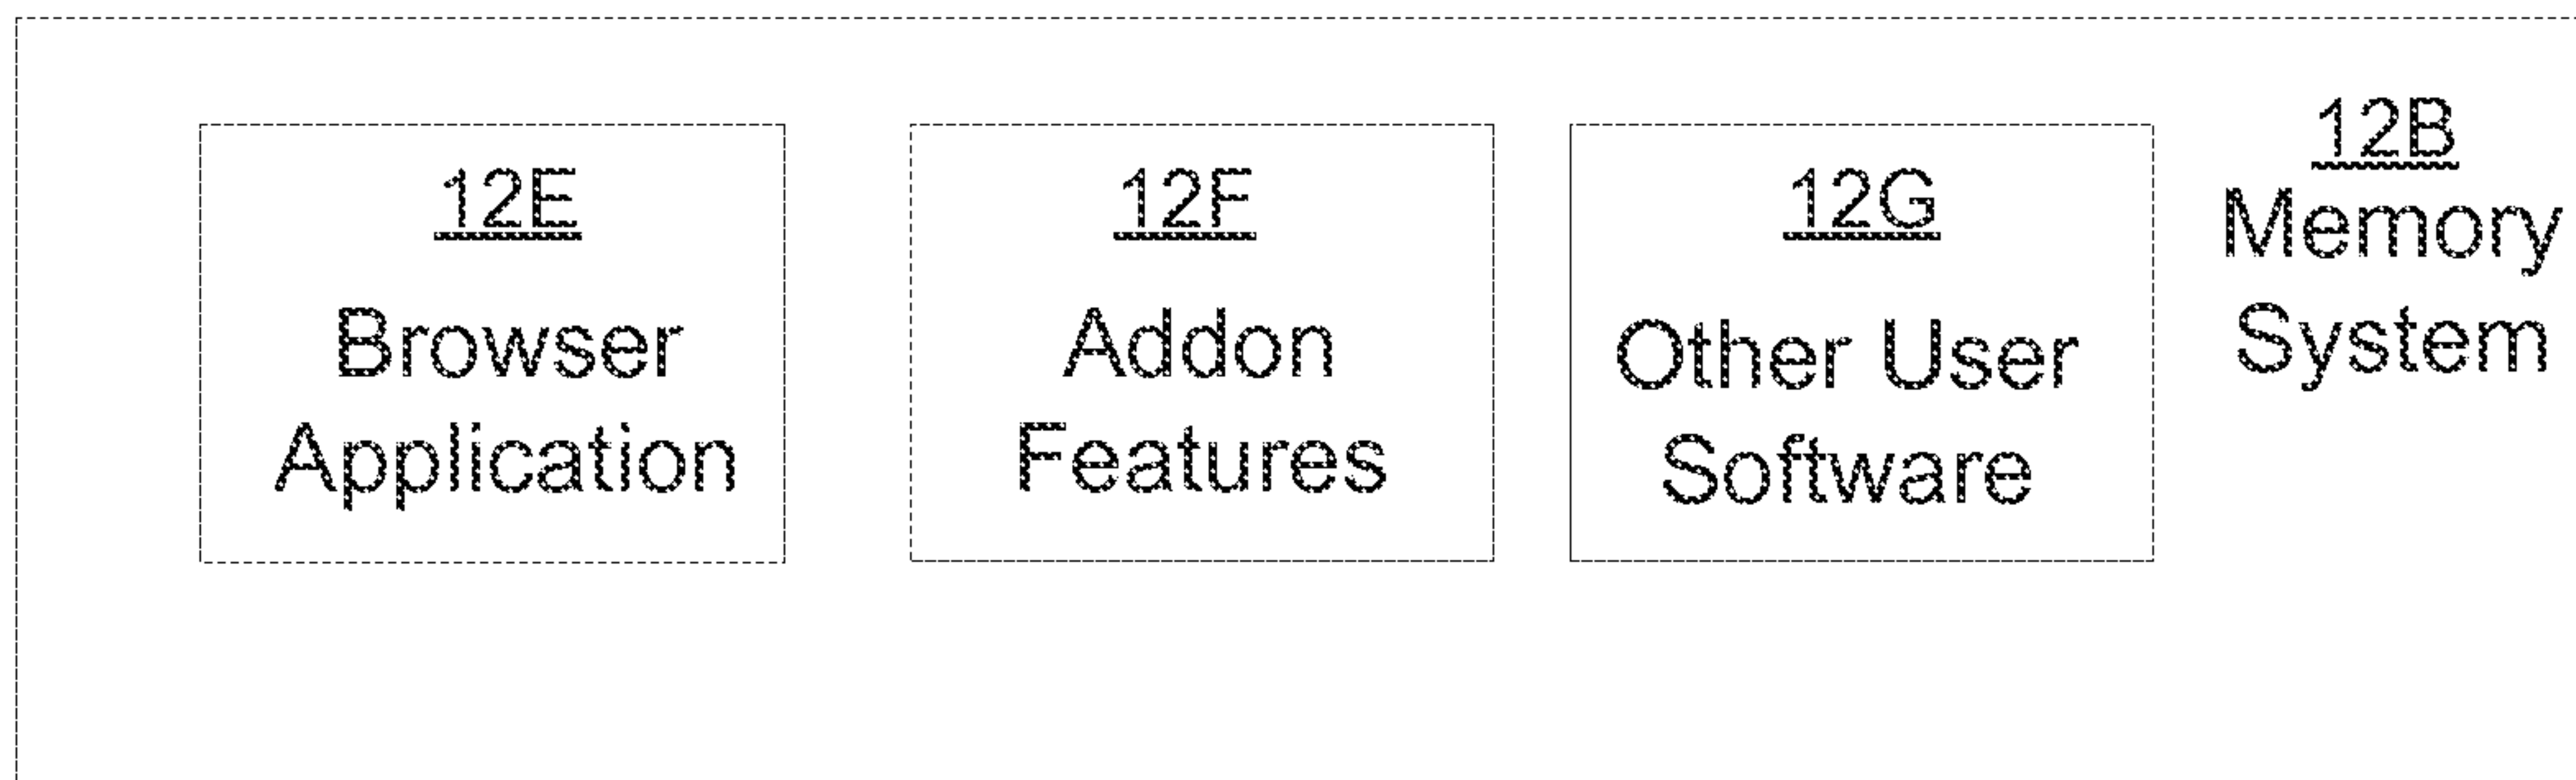 12E
Browser
Application
12F
Addon
Features
12G
Other User
Software
12B
Memory
System